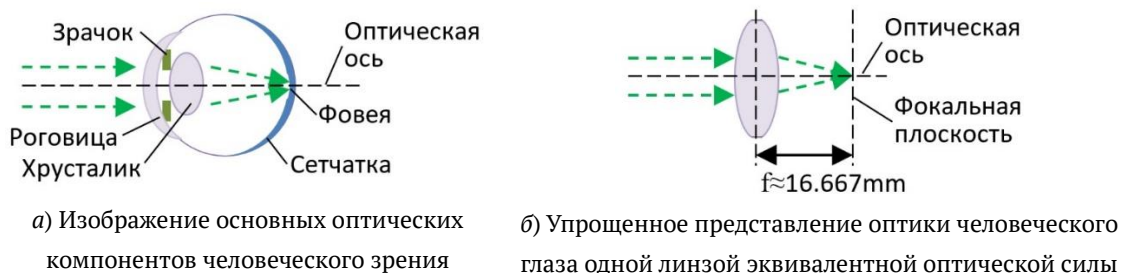 Зрачок
Оптическая
ось
Фовея
Роговица
Хрусталик
Сетчатка
Оптическая
ось
Фокальная
плоскость
f≈16.667mm
а) Изображение основных оптических
компонентов человеческого зрения
б) Упрощенное представление оптики человеческого
глаза одной линзой эквивалентной оптической силы